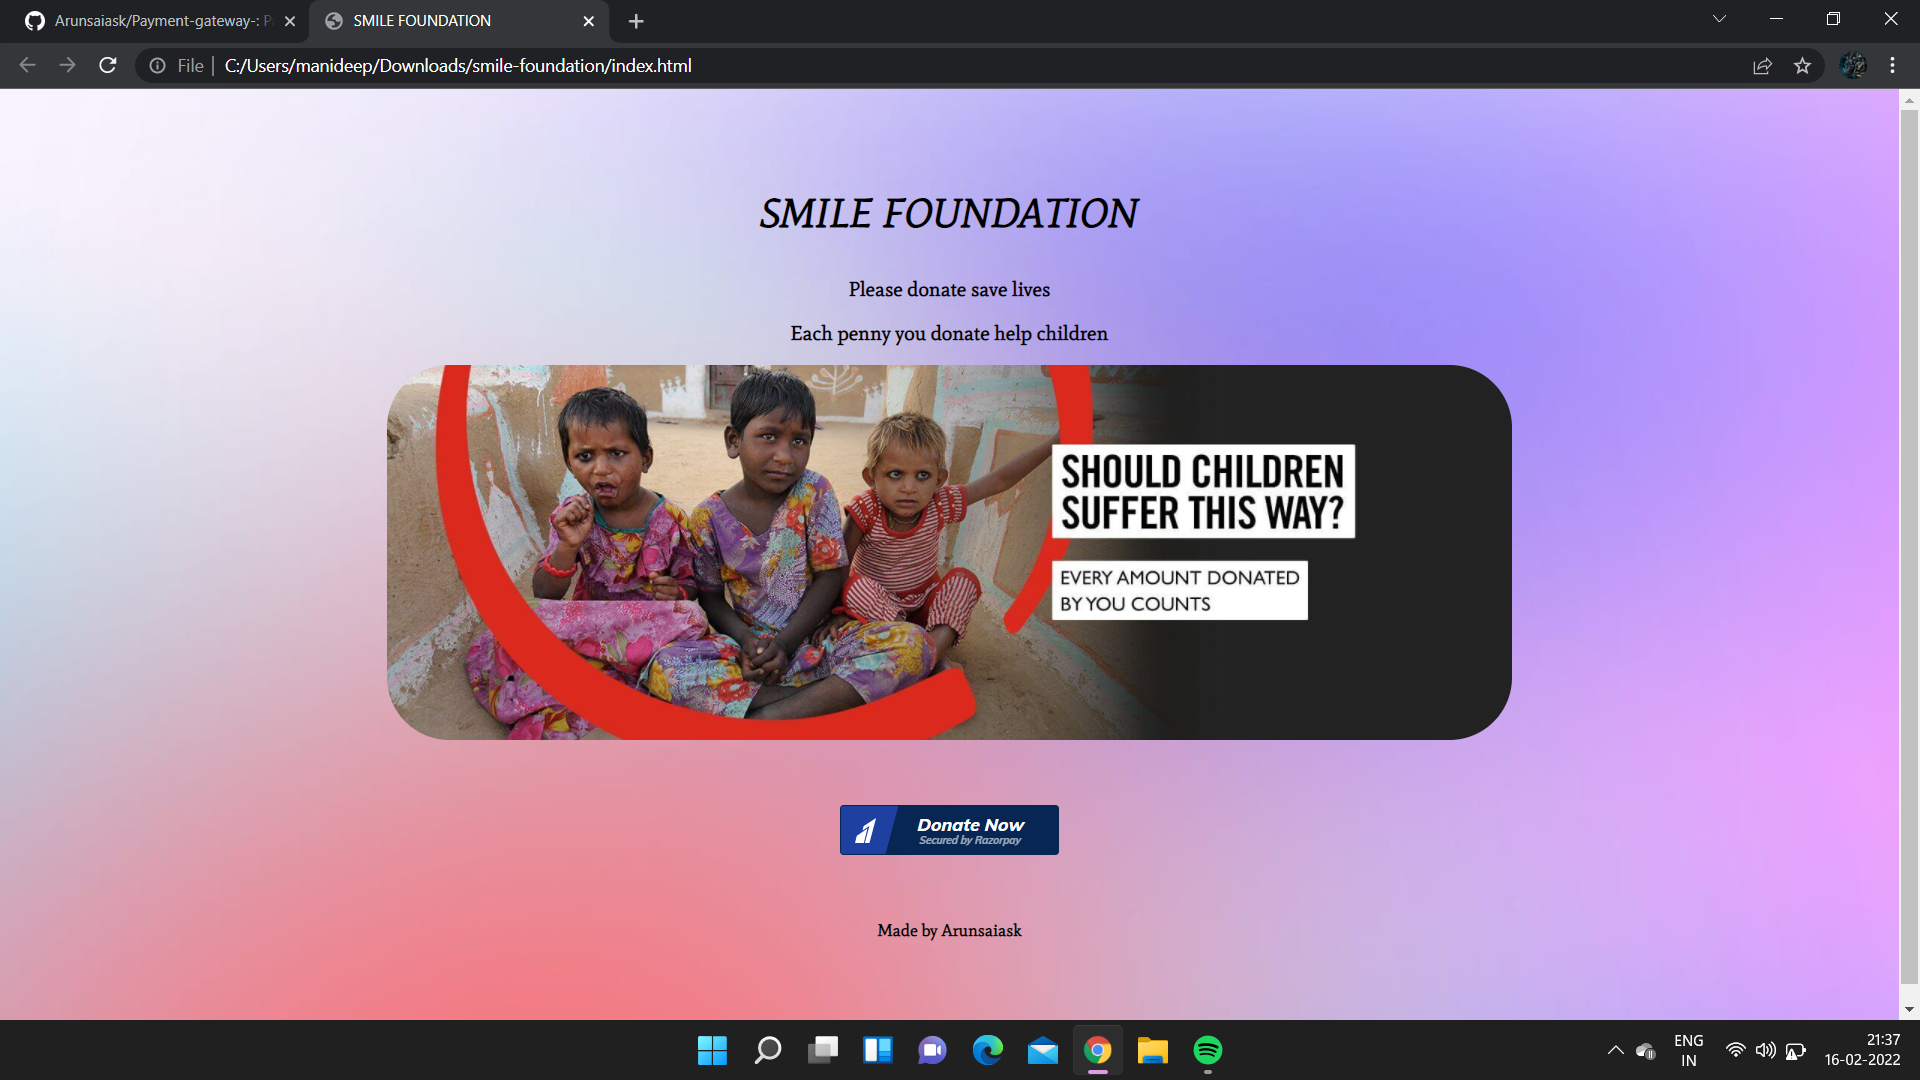 Arunsaiask/Payment-gateway-: P
SMILE FOUNDATION
File
C:/Users/manideep/Downloads/smile-foundation/index.html
SMILE FOUNDATION
Please donate save lives
Each penny you donate help children
SHOULD CHILDREN
SUFFER THIS WAY?
EVERY AMOUNT DONATED
BY YOU COUNTS
Donate Now
Secured by Razorpay
Made by Arunsaiask
ENG
IN
21:37
16-02-2022